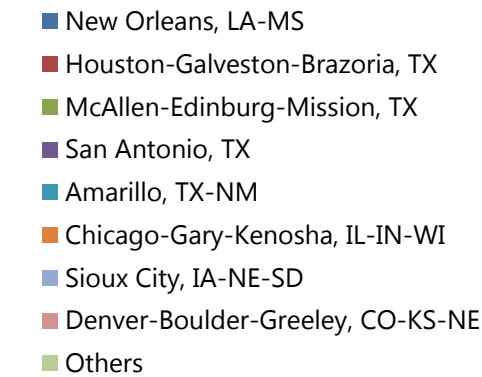 New Orleans, LA-MS
Houston-Galveston-Brazoria, TX
McAllen-Edinburg-Mission, TX
San Antonio, TX
Amarillo, TX-NM
Chicago-Gary-Kenosha, IL-IN-WI
Sioux City, IA-NE-SD
Denver-Boulder-Greeley, CO-KS-NE
Others